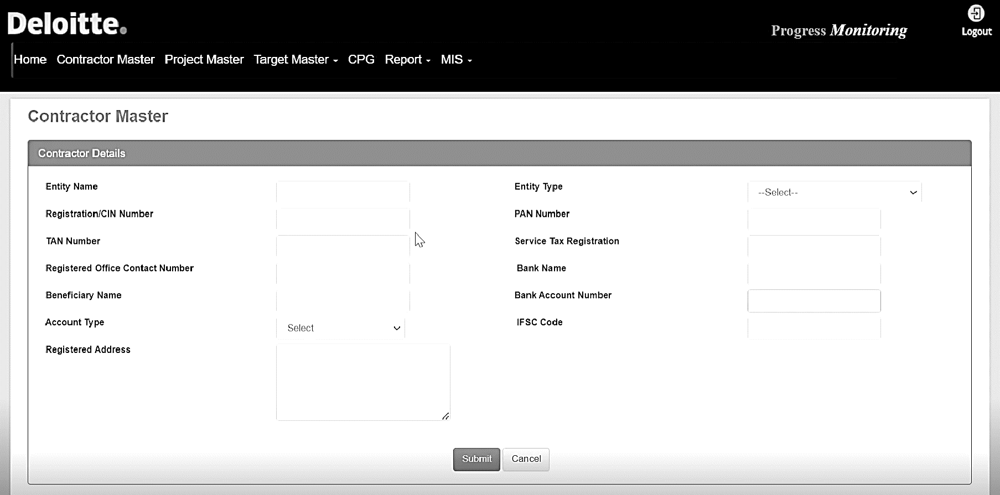 Deloitte.
Progress Monitoring
Logout
Home Contractor Master Project Master Target Master CPG Report MIS
Contractor Master
Contractor Details
Entity Name
Entity Type
--Select--
Registration/CIN Number
PAN Number
TAN Number
Service Tax Registration
Registered Office Contact Number
Bank Name
Beneficiary Name
Bank Account Number
Account Type
Select
IFSC Code
Registered Address
Submit
Cancel